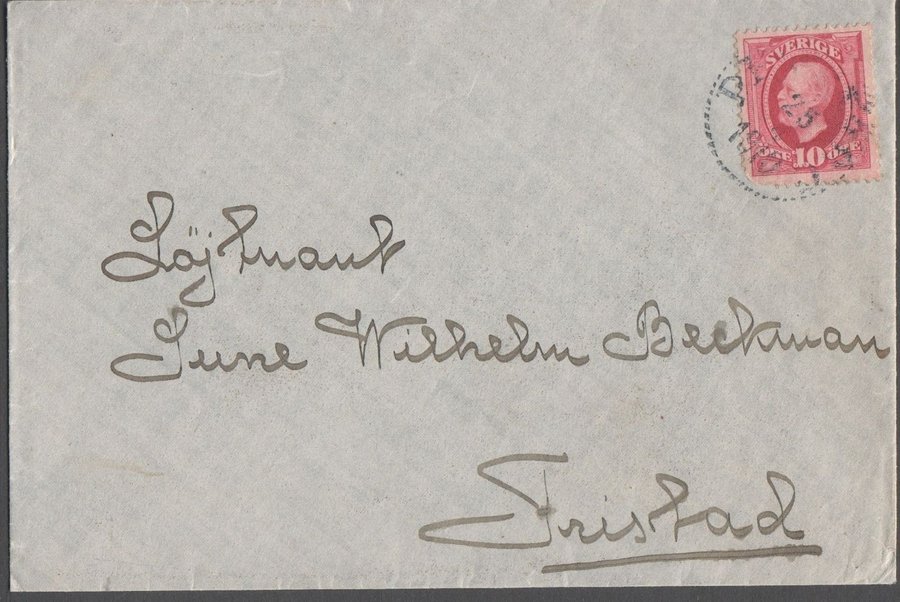 SVERIGE
ÖRE 10 ÖRE
Löjtnant
Sune Wilhelm Beckman
Fristad